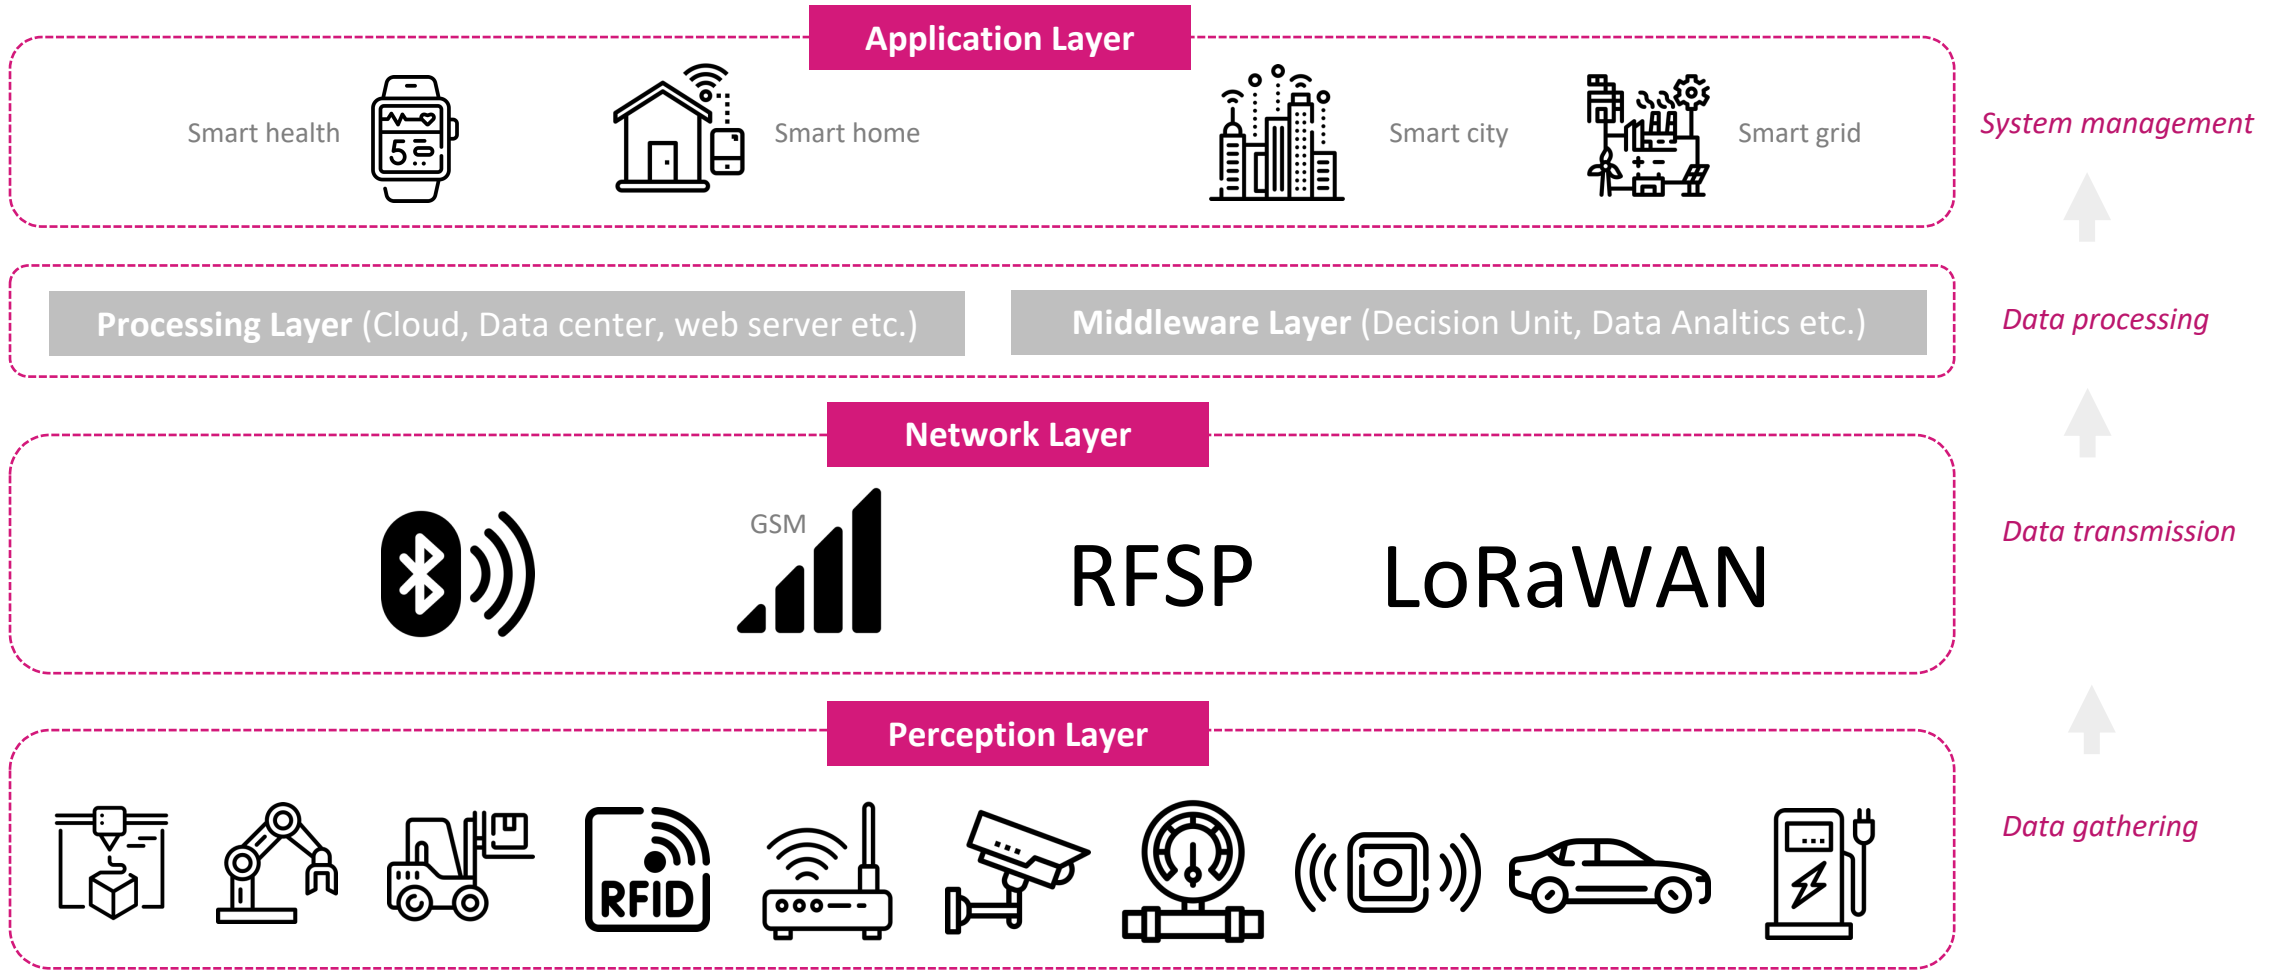 Application Layer
Smart health
5
Smart home
Smart city
Smart grid
System management
Processing Layer (Cloud, Data center, web server etc.)
Middleware Layer (Decision Unit, Data Analtics etc.)
Data processing
Network Layer
GSM
RFSP
LoRaWAN
Data transmission
Perception Layer
RFID
Data gathering